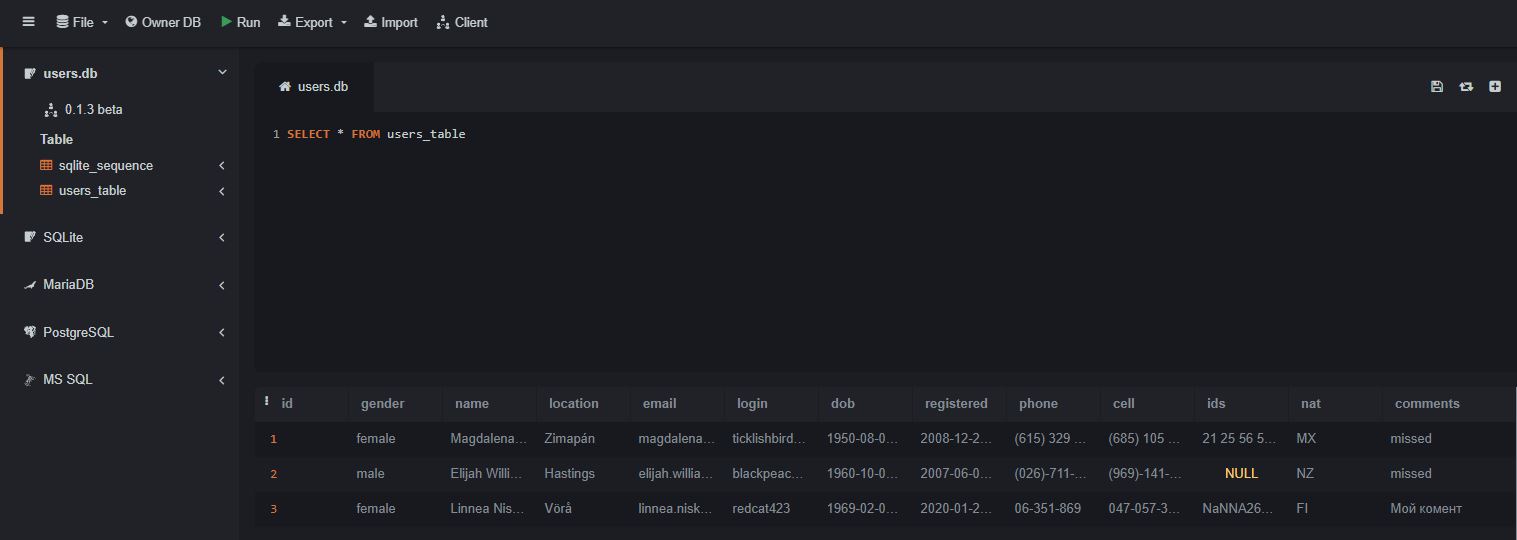 File Owner DB Run Export Import Client
users.db
0.1.3 beta
Table
sqlite_sequence
users_table
SQLite
MariaDB
PostgreSQL
MS SQL
users.db
1 SELECT * FROM users_table
id gender name location email login dob registered phone cell ids nat comments
1 female Magdalena... Zimapán magdalena... ticklishbird... 1950-08-0... 2008-12-2... (615) 329 ... (685) 105 ... 21 25 56 5... MX missed
2 male Elijah Willi... Hastings elijah.willia... blackpeac... 1960-10-0... 2007-06-0... (026)-711-... (969)-141-... NULL NZ missed
3 female Linnea Nis... Vörå linnea.nisk... redcat423 1969-02-0... 2020-01-2... 06-351-869 047-057-3... NaNNA26... FI Мой комент